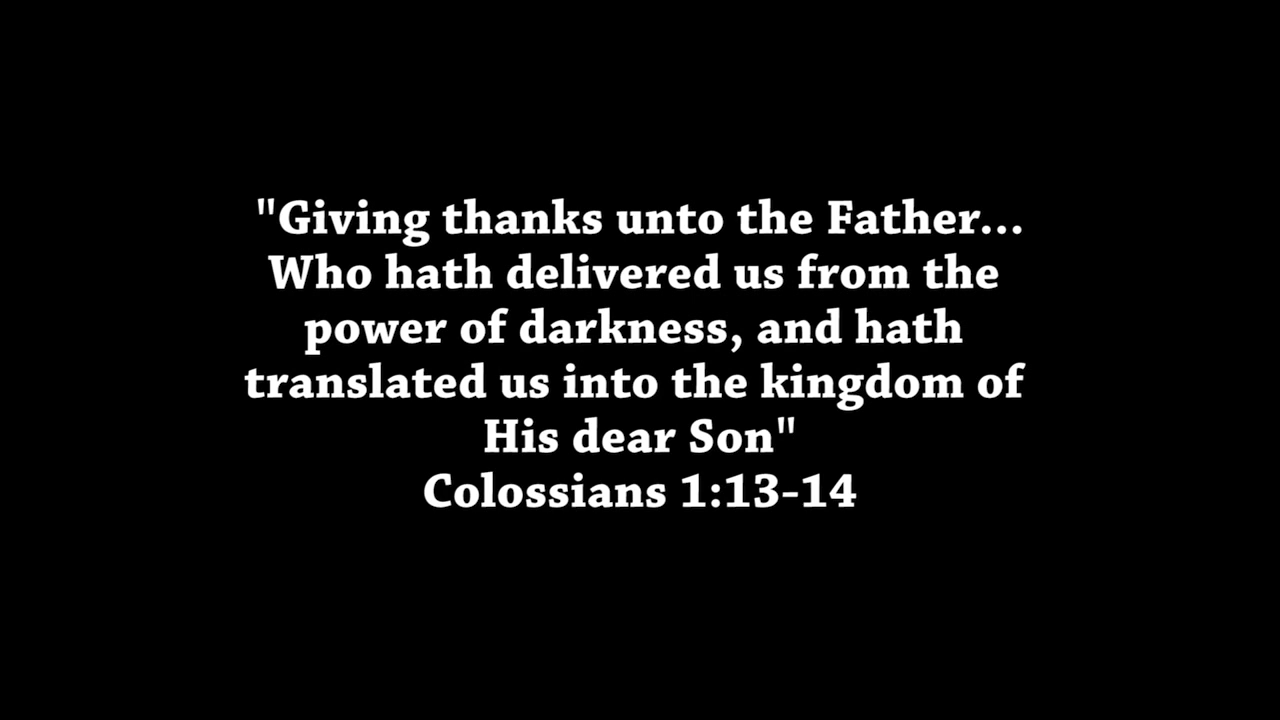 "Giving thanks unto the Father...
Who hath delivered us from the
power of darkness, and hath
translated us into the kingdom of
His dear Son"
Colossians 1:13-14